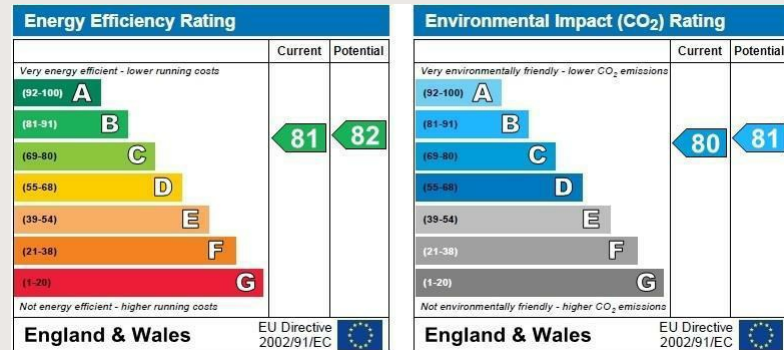 Energy Efficiency Rating
Current Potential
Very energy efficient - lower running costs
(92-100) A
(81-91) B
(69-80) C
(55-68) D
(39-54) E
(21-38) F
(1-20) G
81 82
Not energy efficient - higher running costs
England & Wales
EU Directive
2002/91/EC
Environmental Impact (CO₂) Rating
Current Potential
Very environmentally friendly - lower CO₂ emissions
(92-100) A
(81-91) B
(69-80) C
(55-68) D
(39-54) E
(21-38) F
(1-20) G
80 81
Not environmentally friendly - higher CO₂ emissions
England & Wales
EU Directive
2002/91/EC